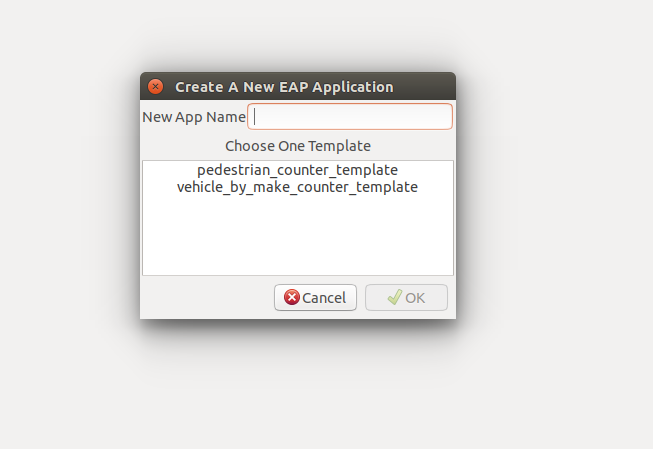 Create A New EAP Application
New App Name
Choose One Template
pedestrian_counter_template
vehicle_by_make_counter_template
Cancel OK